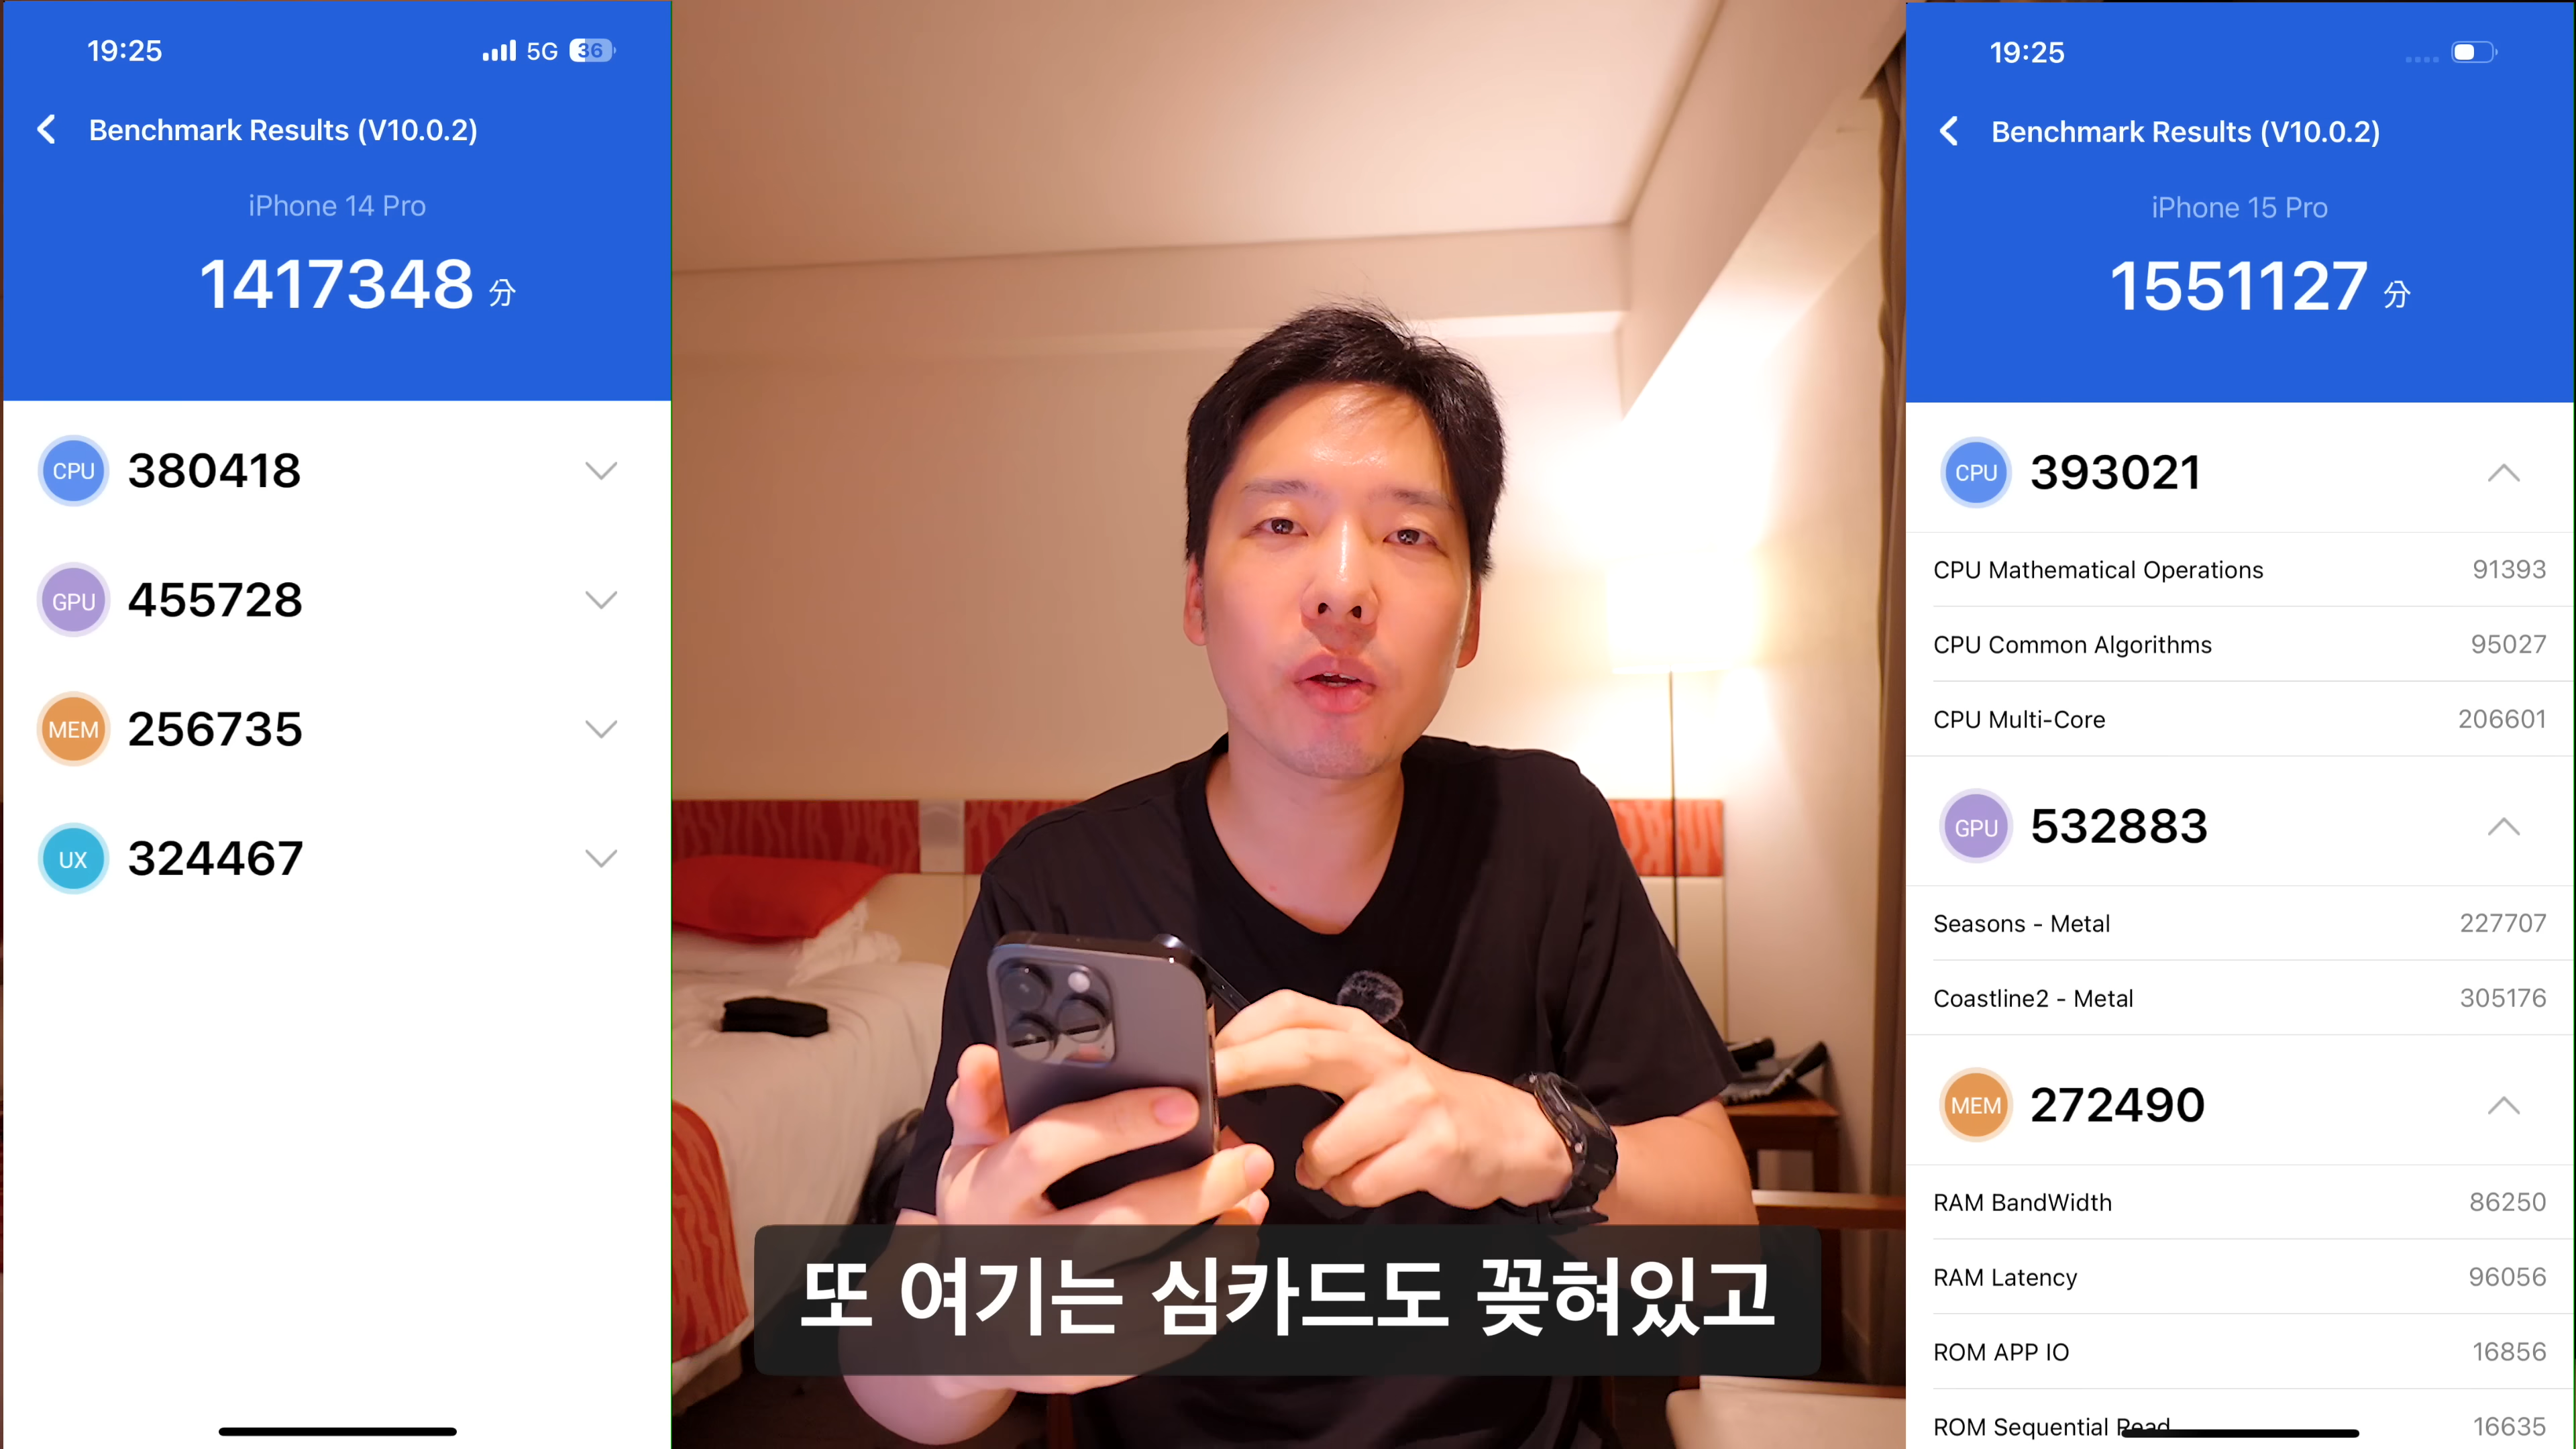 19:25
5G 36
Benchmark Results (V10.0.2)
iPhone 14 Pro
1417348 分
CPU 380418
GPU 455728
MEM 256735
UX 324467
또 여기는 심카드도 꽂혀있고
19:25
Benchmark Results (V10.0.2)
iPhone 15 Pro
1551127 分
CPU 393021
CPU Mathematical Operations 91393
CPU Common Algorithms 95027
CPU Multi-Core 206601
GPU 532883
Seasons - Metal 227707
Coastline2 - Metal 305176
MEM 272490
RAM BandWidth 86250
RAM Latency 96056
ROM APP IO 16856
ROM Sequential Read 16635